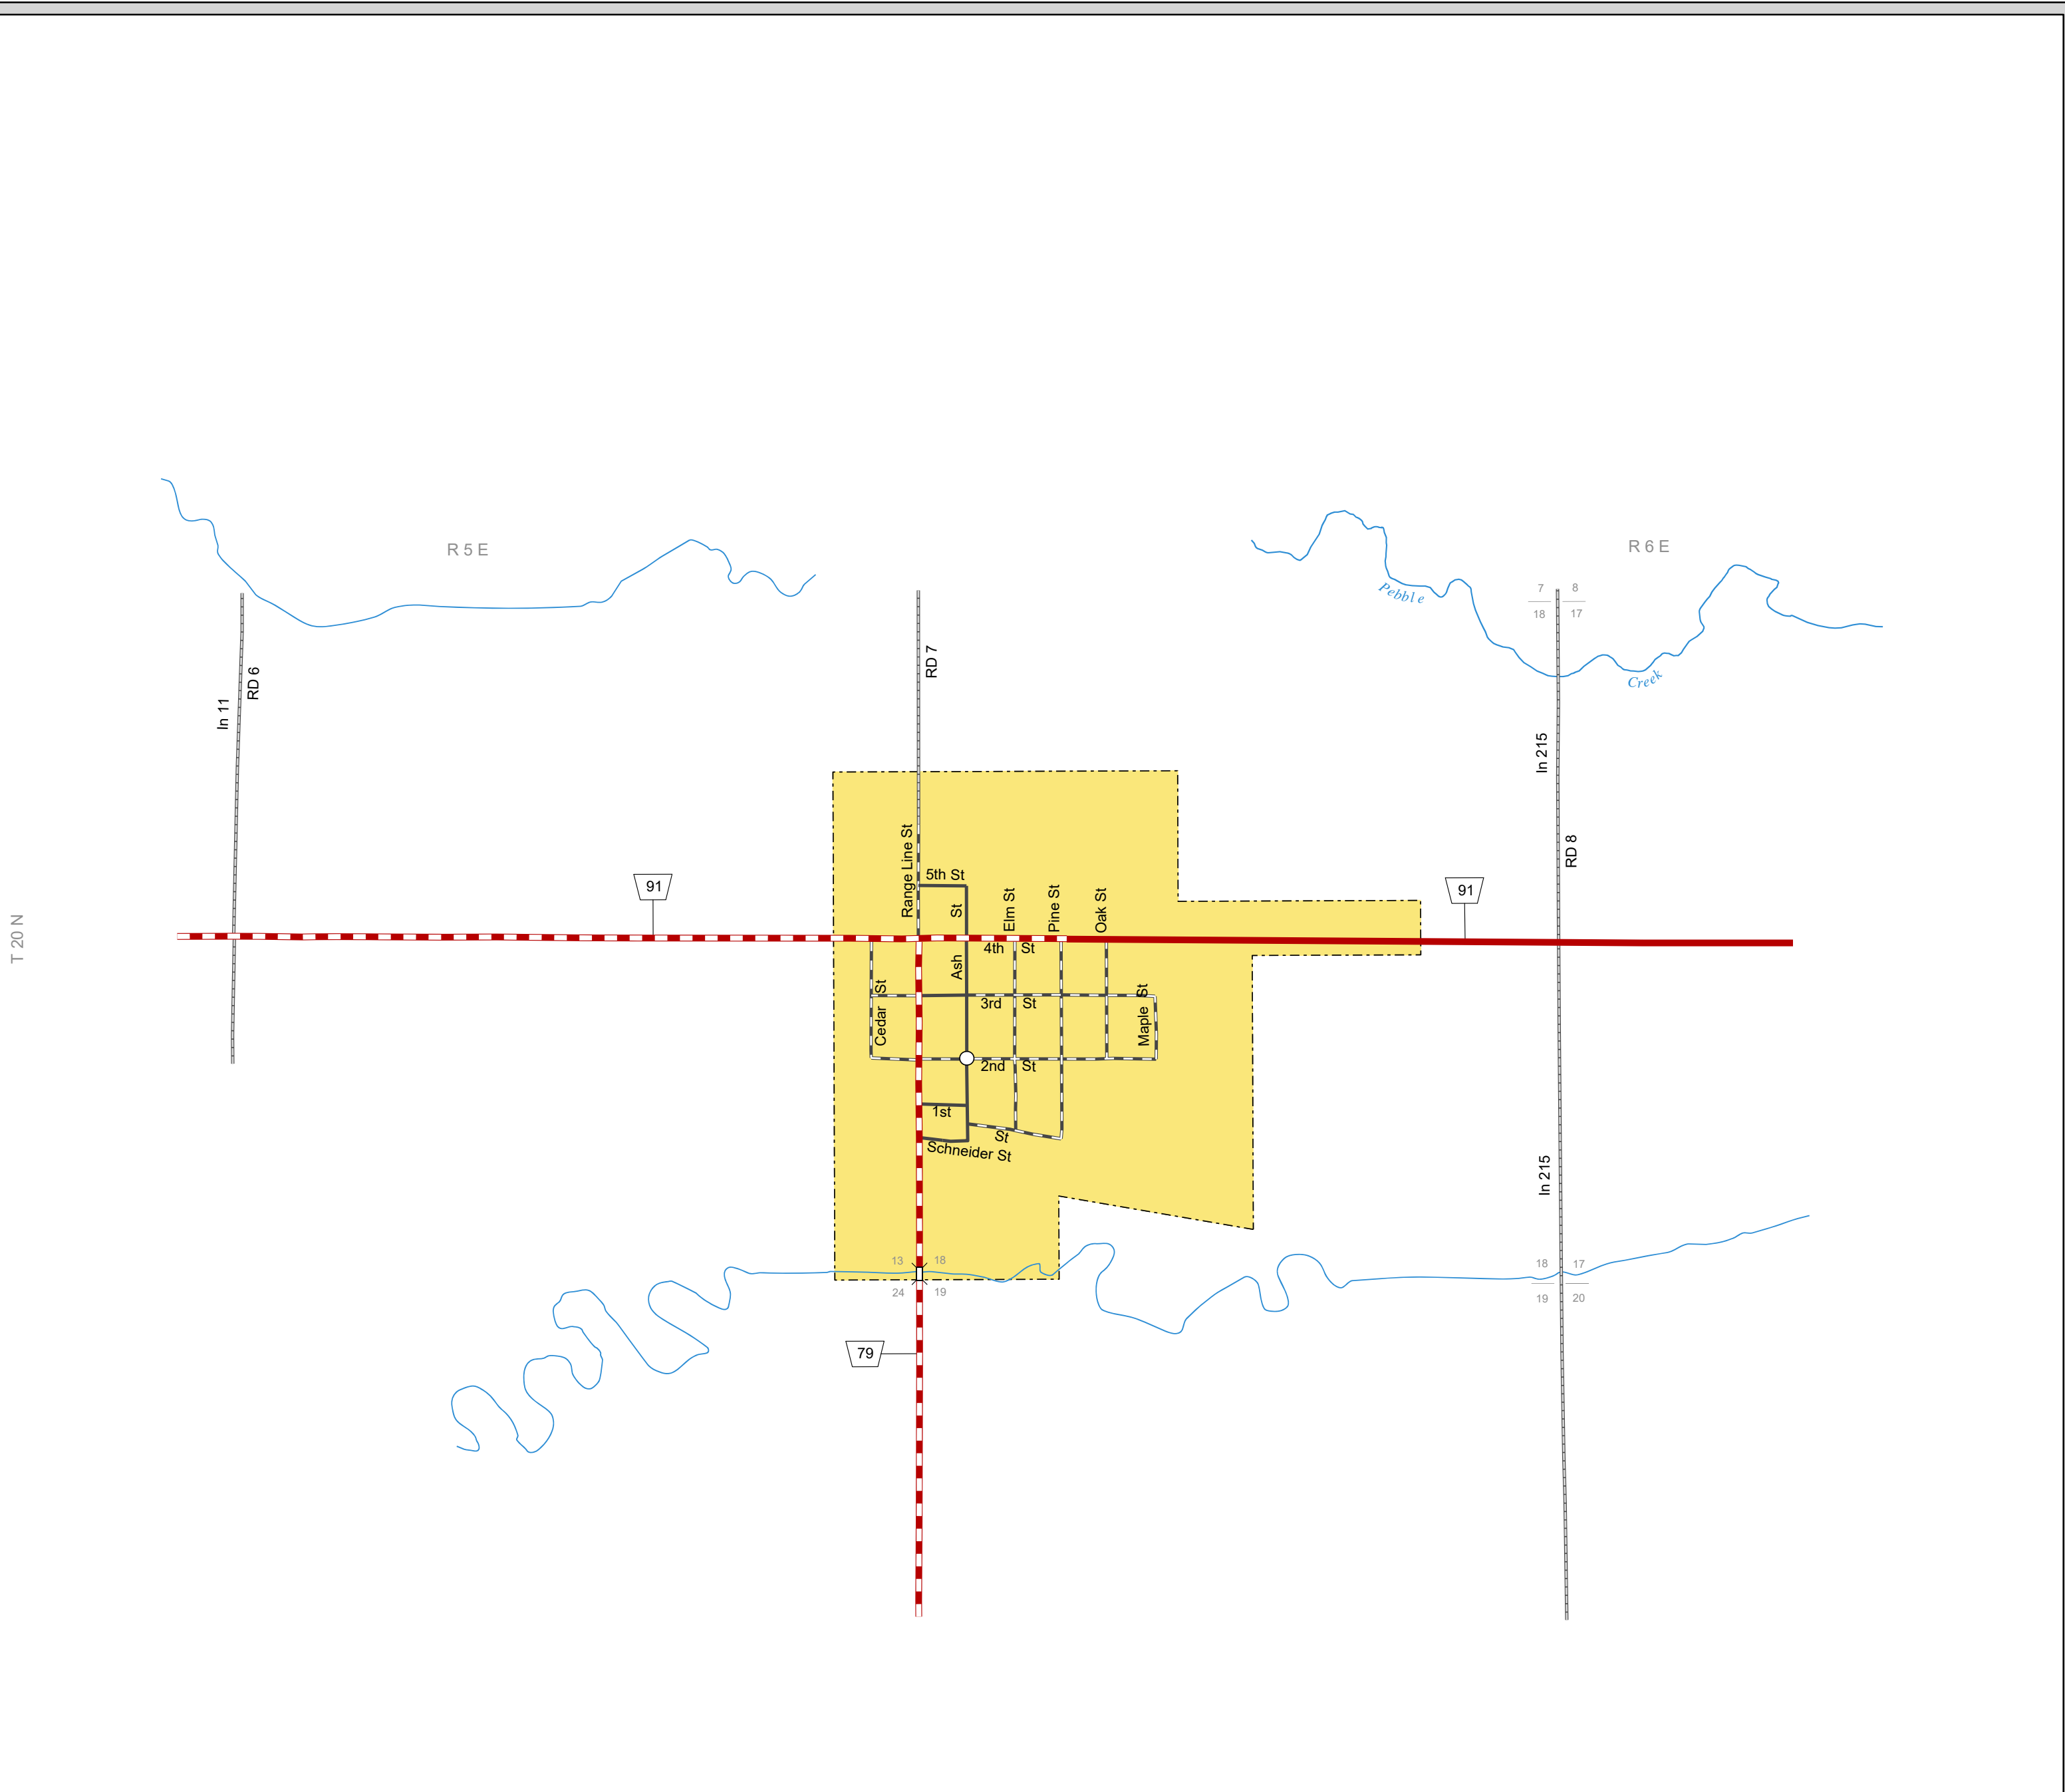 R 5 E
R 6 E
Pebble
Creek
7
8
18
17
RD 6
In 11
RD 7
In 215
RD 8
Range Line St
5th St
91
91
St
Elm St
Pine St
Oak St
T 20 N
4th St
Ash
Cedar St
3rd St
Maple St
2nd St
1st
St
Schneider St
In 215
13
18
24
19
18
17
19
20
79